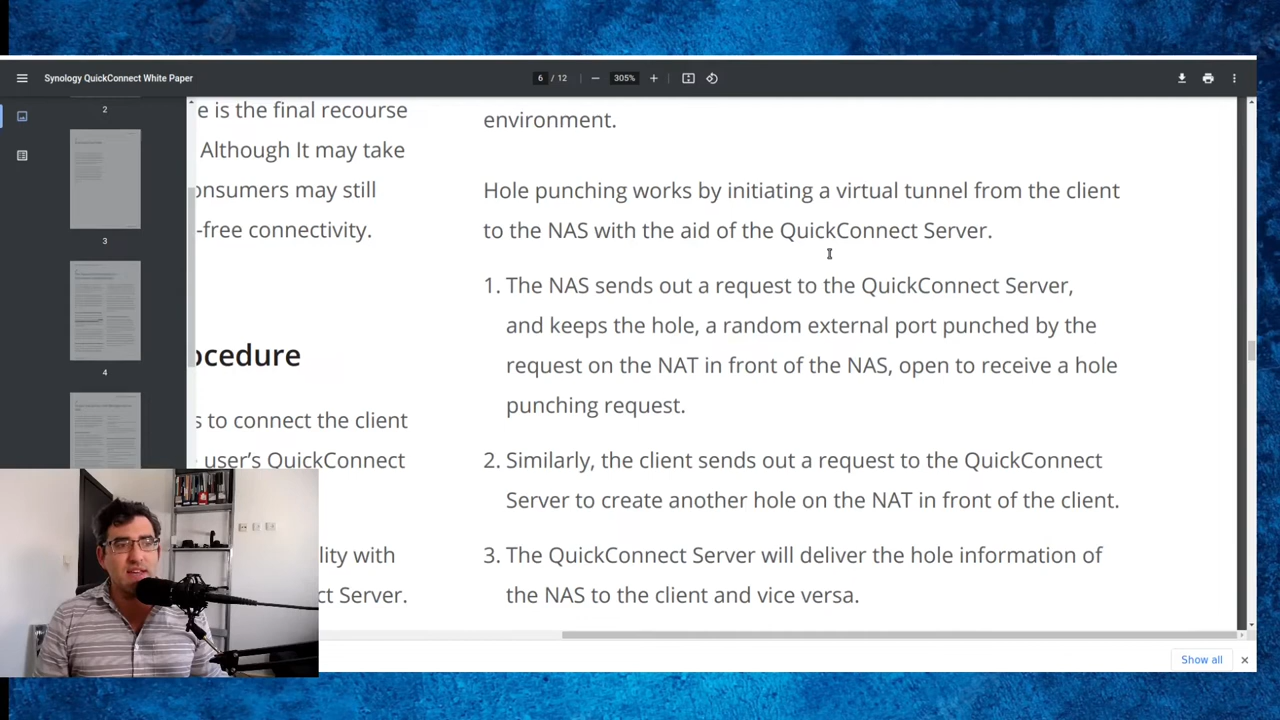 Synology QuickConnect White Paper
6 / 12
305%
2
3
4
e is the final recourse
Although It may take
onsumers may still
-free connectivity.
ocedure
s to connect the client
user’s QuickConnect
lity with
ct Server.
environment.
Hole punching works by initiating a virtual tunnel from the client
to the NAS with the aid of the QuickConnect Server.
1. The NAS sends out a request to the QuickConnect Server,
and keeps the hole, a random external port punched by the
request on the NAT in front of the NAS, open to receive a hole
punching request.
2. Similarly, the client sends out a request to the QuickConnect
Server to create another hole on the NAT in front of the client.
3. The QuickConnect Server will deliver the hole information of
the NAS to the client and vice versa.
Show all